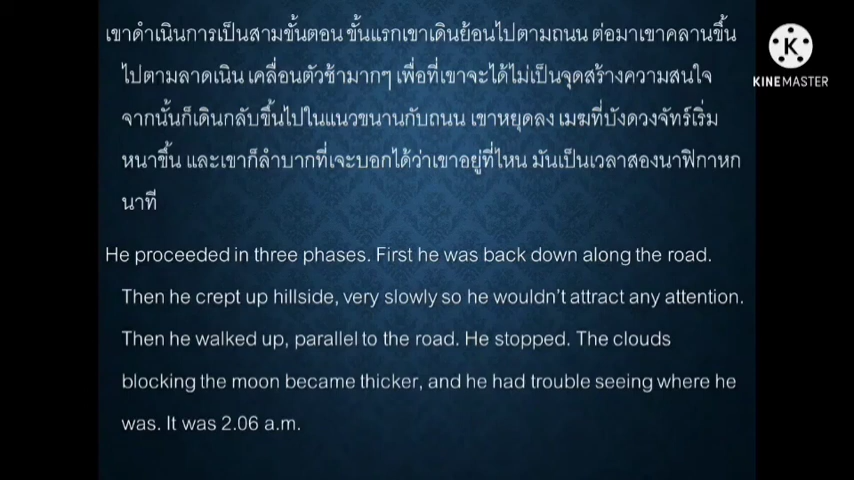 เขาดำเนินการเป็นสามขั้นตอน ขั้นแรกเขาเดินย้อนไปตามถนน ต่อมาเขาคลานขึ้น
ไปตามลาดเนิน เคลื่อนตัวช้ามากๆ เพื่อที่เขาจะได้ไม่เป็นจุดสร้างความสนใจ
จากนั้นก็เดินกลับขึ้นไปในแนวขนานกับถนน เขาหยุดลง เมฆที่บังดวงจัทร์เริ่ม
หนาขึ้น และเขาก็ลำบากที่เจะบอกได้ว่าเขาอยู่ที่ไหน มันเป็นเวลาสองนาฬิกาหก
นาที
He proceeded in three phases. First he was back down along the road.
Then he crept up hillside, very slowly so he wouldn't attract any attention.
Then he walked up, parallel to the road. He stopped. The clouds
blocking the moon became thicker, and he had trouble seeing where he
was. It was 2.06 a.m.
K
KINEMASTER